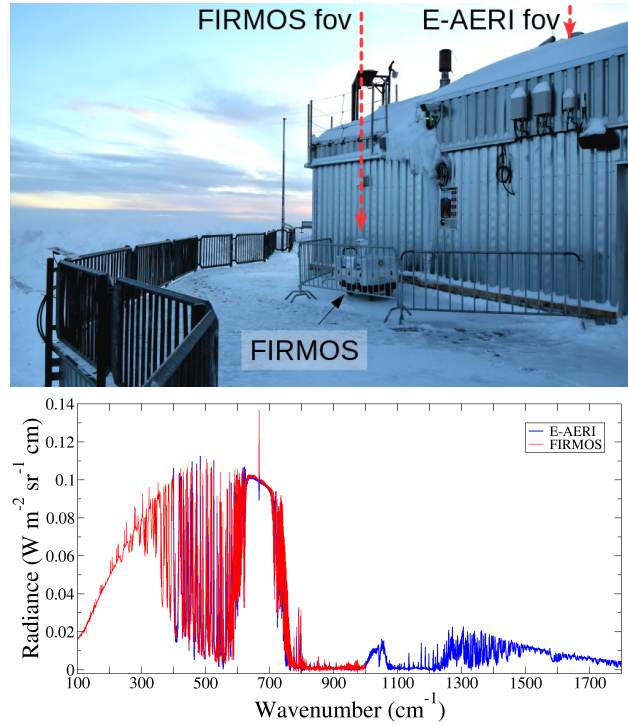 FIRMOS fov E-AERI fov
FIRMOS
0.14
0.12
0.1
0.08
0.06
0.04
0.02
0
Radiance (W m⁻² sr⁻¹ cm)
E-AERI
FIRMOS
100 300 500 700 900 1100 1300 1500 1700
Wavenumber (cm⁻¹)